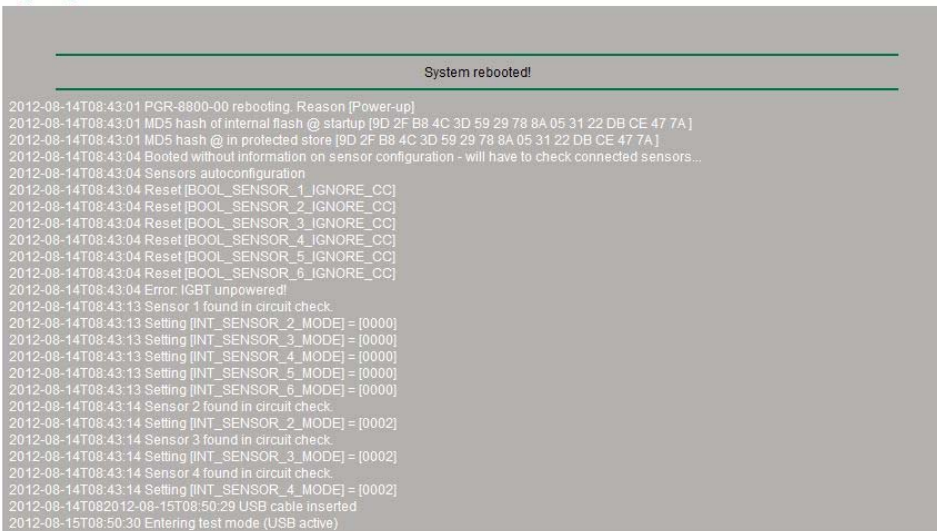 System rebooted!
2012-08-14T08:43:01 PGR-8800-00 rebooting. Reason [Power-up]
2012-08-14T08:43:01 MD5 hash of internal flash @ startup [9D 2F B8 4C 3D 59 29 78 8A 05 31 22 DB CE 47 7A ]
2012-08-14T08:43:01 MD5 hash @ in protected store [9D 2F B8 4C 3D 59 29 78 8A 05 31 22 DB CE 47 7A ]
2012-08-14T08:43:04 Booted without information on sensor configuration - will have to check connected sensors...
2012-08-14T08:43:04 Sensors autoconfiguration
2012-08-14T08:43:04 Reset [BOOL_SENSOR_1_IGNORE_CC]
2012-08-14T08:43:04 Reset [BOOL_SENSOR_2_IGNORE_CC]
2012-08-14T08:43:04 Reset [BOOL_SENSOR_3_IGNORE_CC]
2012-08-14T08:43:04 Reset [BOOL_SENSOR_4_IGNORE_CC]
2012-08-14T08:43:04 Reset [BOOL_SENSOR_5_IGNORE_CC]
2012-08-14T08:43:04 Reset [BOOL_SENSOR_6_IGNORE_CC]
2012-08-14T08:43:04 Error: IGBT unpowered!
2012-08-14T08:43:13 Sensor 1 found in circuit check.
2012-08-14T08:43:13 Setting [INT_SENSOR_2_MODE] = [0000]
2012-08-14T08:43:13 Setting [INT_SENSOR_3_MODE] = [0000]
2012-08-14T08:43:13 Setting [INT_SENSOR_4_MODE] = [0000]
2012-08-14T08:43:13 Setting [INT_SENSOR_5_MODE] = [0000]
2012-08-14T08:43:13 Setting [INT_SENSOR_6_MODE] = [0000]
2012-08-14T08:43:14 Sensor 2 found in circuit check.
2012-08-14T08:43:14 Setting [INT_SENSOR_2_MODE] = [0002]
2012-08-14T08:43:14 Sensor 3 found in circuit check.
2012-08-14T08:43:14 Setting [INT_SENSOR_3_MODE] = [0002]
2012-08-14T08:43:14 Sensor 4 found in circuit check.
2012-08-14T08:43:14 Setting [INT_SENSOR_4_MODE] = [0002]
2012-08-14T082012-08-15T08:50:29 USB cable inserted
2012-08-15T08:50:30 Entering test mode (USB active)